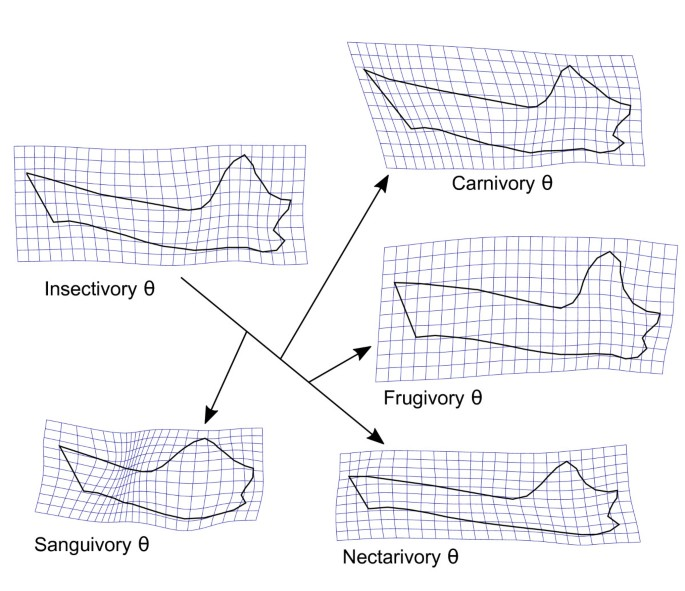 Carnivory θ
Insectivory θ
Frugivory θ
Sanguivory θ
Nectarivory θ